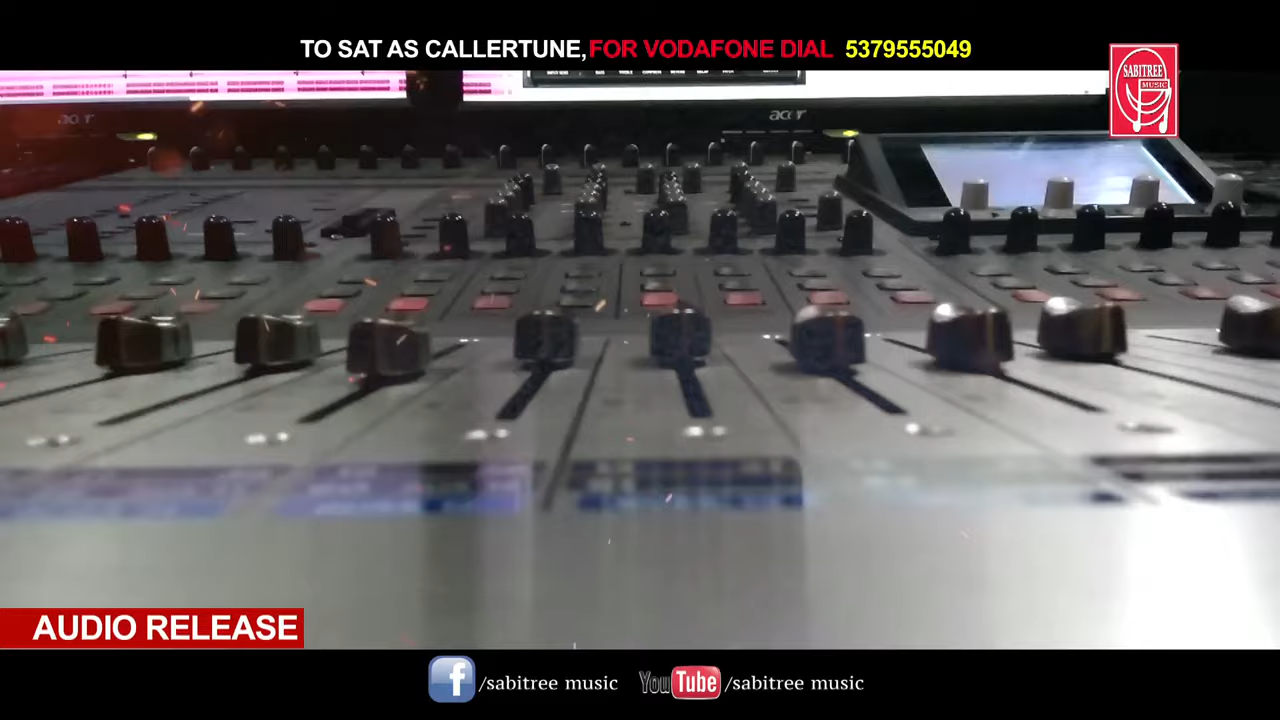 TO SAT AS CALLERTUNE, FOR VODAFONE DIAL 5379555049
SABITREE
MUSIC
acer
acer
AUDIO RELEASE
f /sabitree music YouTube /sabitree music